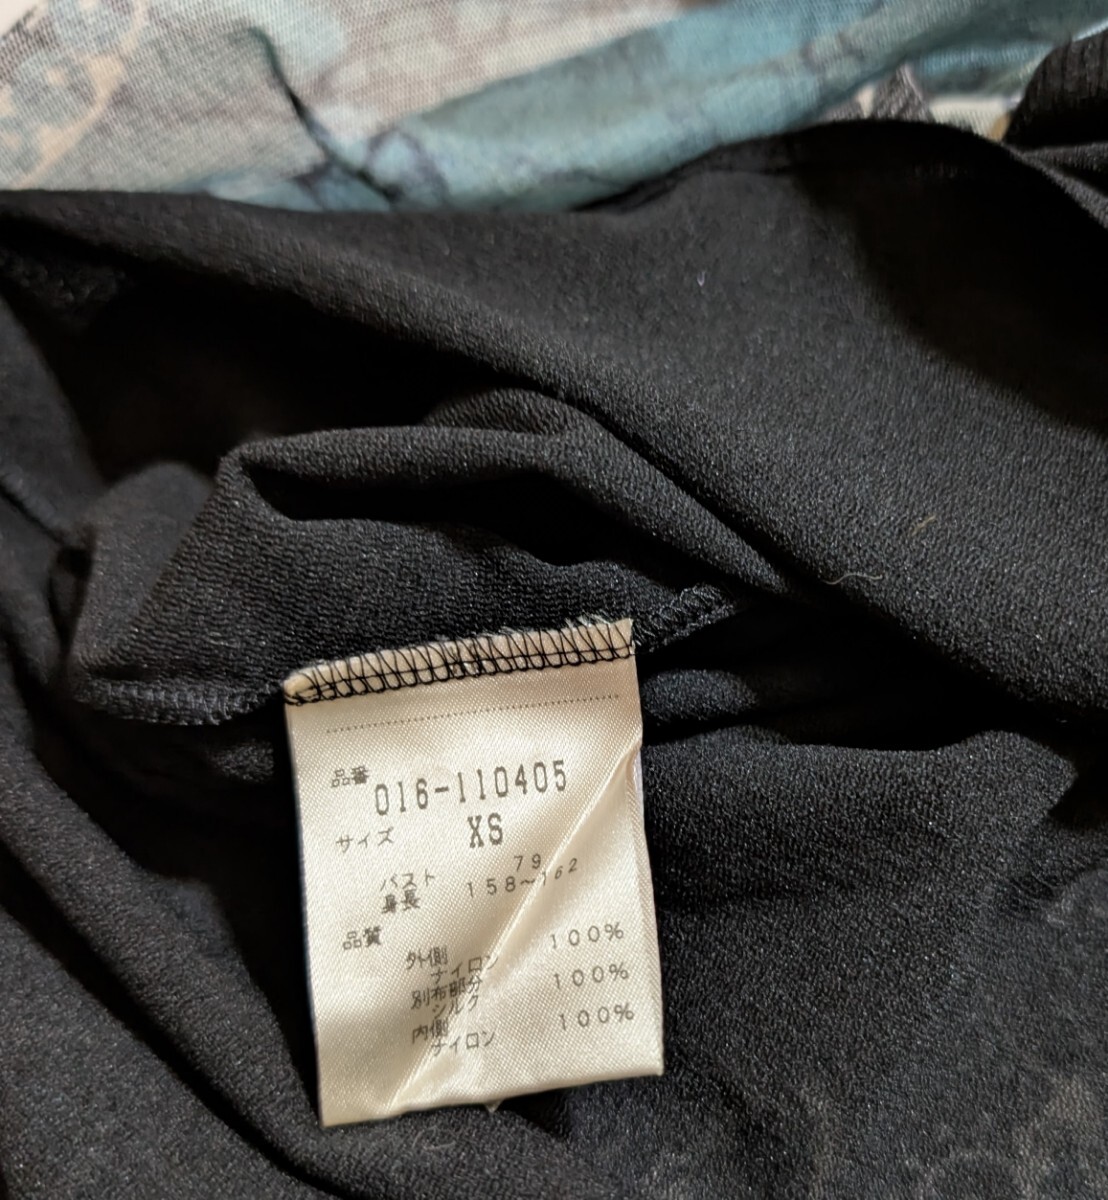 品番 016-110405
サイズ XS
バスト 79
身長 158~162
品質
外側
ナイロン 100%
別布部分
シルク 100%
内側
ナイロン 100%